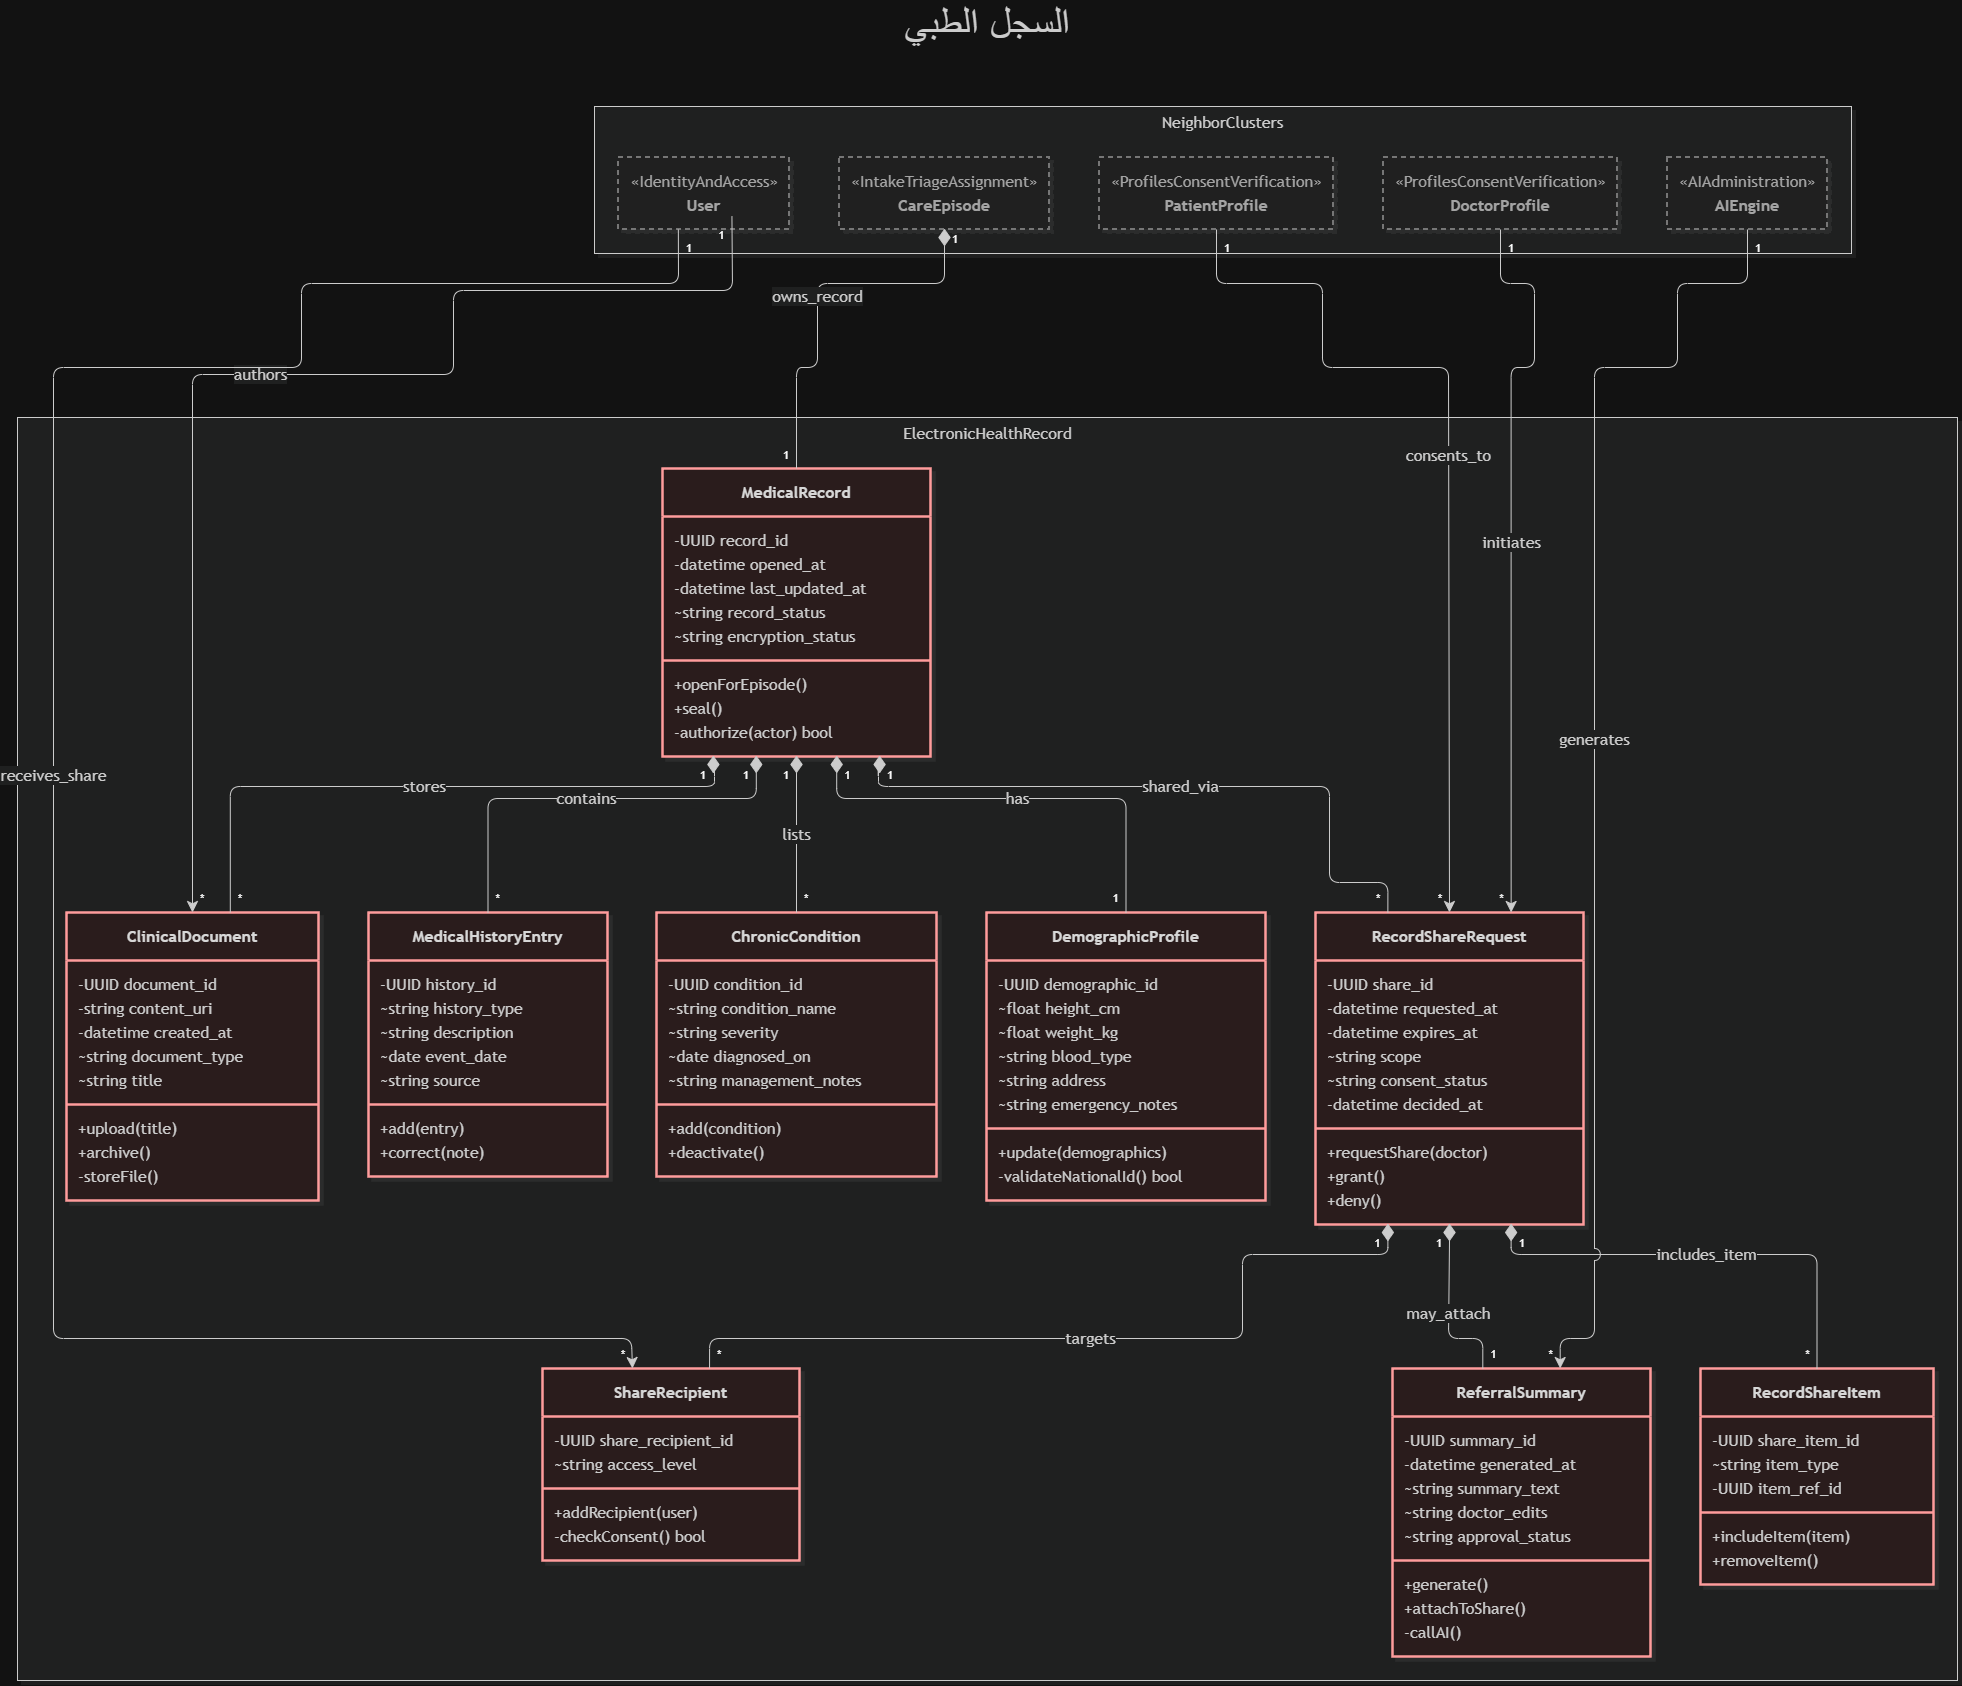 السجل الطبي
NeighborClusters
«IdentityAndAccess»
User
«IntakeTriageAssignment»
CareEpisode
«ProfilesConsentVerification»
PatientProfile
«ProfilesConsentVerification»
DoctorProfile
«AIAdministration»
AIEngine
1
1
1
1
1
1
owns_record
authors
ElectronicHealthRecord
1
consents_to
initiates
generates
receives_share
MedicalRecord
-UUID record_id
-datetime opened_at
-datetime last_updated_at
~string record_status
~string encryption_status
+openForEpisode()
+seal()
-authorize(actor) bool
1
1
1
1
1
stores
contains
lists
has
shared_via
*
*
*
*
1
*
*
*
ClinicalDocument
-UUID document_id
-string content_uri
-datetime created_at
~string document_type
~string title
+upload(title)
+archive()
-storeFile()
MedicalHistoryEntry
-UUID history_id
~string history_type
~string description
~date event_date
~string source
+add(entry)
+correct(note)
ChronicCondition
-UUID condition_id
~string condition_name
~string severity
~date diagnosed_on
~string management_notes
+add(condition)
+deactivate()
DemographicProfile
-UUID demographic_id
~float height_cm
~float weight_kg
~string blood_type
~string address
~string emergency_notes
+update(demographics)
-validateNationalId() bool
RecordShareRequest
-UUID share_id
-datetime requested_at
-datetime expires_at
~string scope
~string consent_status
-datetime decided_at
+requestShare(doctor)
+grant()
+deny()
1
1
1
includes_item
may_attach
targets
*
*
1
*
*
ShareRecipient
-UUID share_recipient_id
~string access_level
+addRecipient(user)
-checkConsent() bool
ReferralSummary
-UUID summary_id
-datetime generated_at
~string summary_text
~string doctor_edits
~string approval_status
+generate()
+attachToShare()
-callAI()
RecordShareItem
-UUID share_item_id
~string item_type
-UUID item_ref_id
+includeItem(item)
+removeItem()